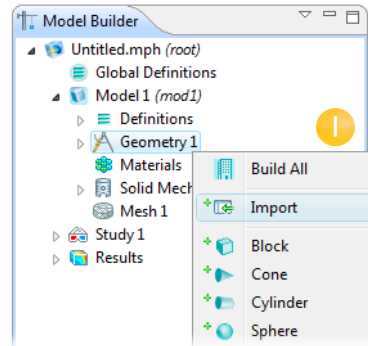 Model Builder
Untitled.mph (root)
Global Definitions
Model 1 (mod1)
Definitions
Geometry 1
Materials
Build All
Solid Mech
Import
Mesh 1
Study 1
Block
Results
Cone
Cylinder
Sphere